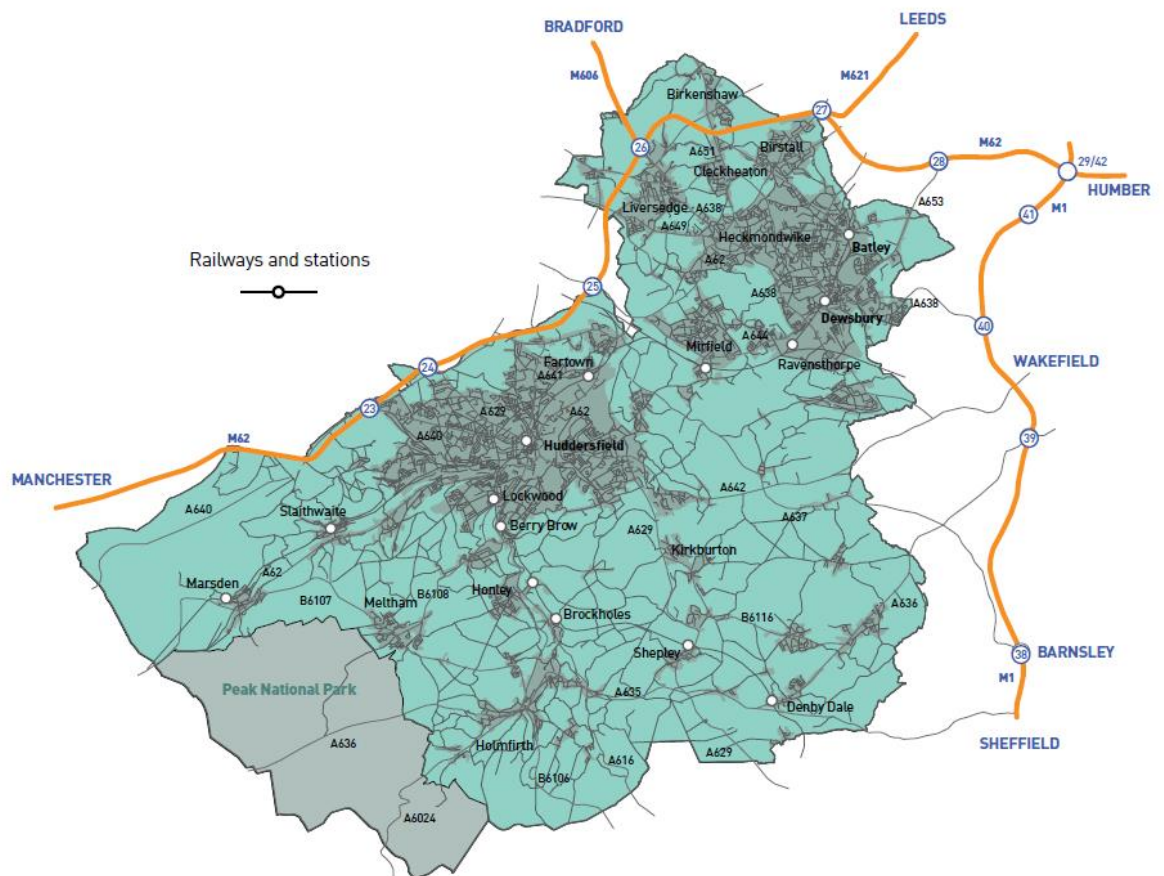 LEEDS
BRADFORD
M621
M606
Birkenshaw
27
26
Birstall
A651
M62
28
29/42
Cleckheaton
HUMBER
A653
M1
Liversedge
A638
41
A649
Heckmondwike
Batley
Railways and stations
A62
25
A638
Dewsbury
A638
40
A644
Mirfield
Fartown
Ravensthorpe
WAKEFIELD
24
A641
23
A629
A62
A640
39
M62
Huddersfield
MANCHESTER
A642
Lockwood
A640
Slaithwaite
Berry Brow
A637
A629
Kirkburton
A62
Marsden
B6108
Honley
B6107
Meltham
A636
Brockholes
B6116
Shepley
38
BARNSLEY
M1
Peak National Park
A635
Denby Dale
SHEFFIELD
Holmfirth
A636
A629
A616
B6106
A6024